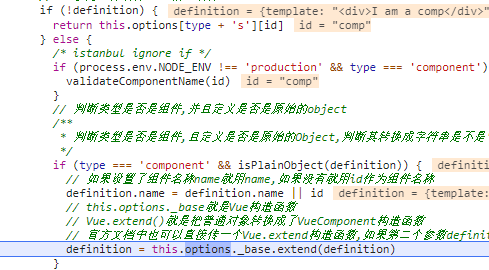 if (!definition) { definition = {template: "<div>I am a comp</div>"
return this.options[type + 's'][id] id = "comp"
} else {
/* istanbul ignore if */
if (process.env.NODE_ENV !== 'production' && type === 'component')
validateComponentName(id) id = "comp"
}
// 判断类型是否是组件,并且定义是否是原始的object
/**
* 判断类型是否是组件,且定义是否是原始的Object,判断其转换成字符串是不是
*/
if (type === 'component' && isPlainObject(definition)) { definit
// 如果设置了组件名称name就用name,如果没有就用id作为组件名称
definition.name = definition.name || id definition = {template:
// this.options._base就是Vue构造函数
// Vue.extend()就是把普通对象转换成了VueComponent构造函数
// 官方文档中也可以直接传一个Vue.extend构造函数,如果第二个参数defini
definition = this.options._base.extend(definition)
}